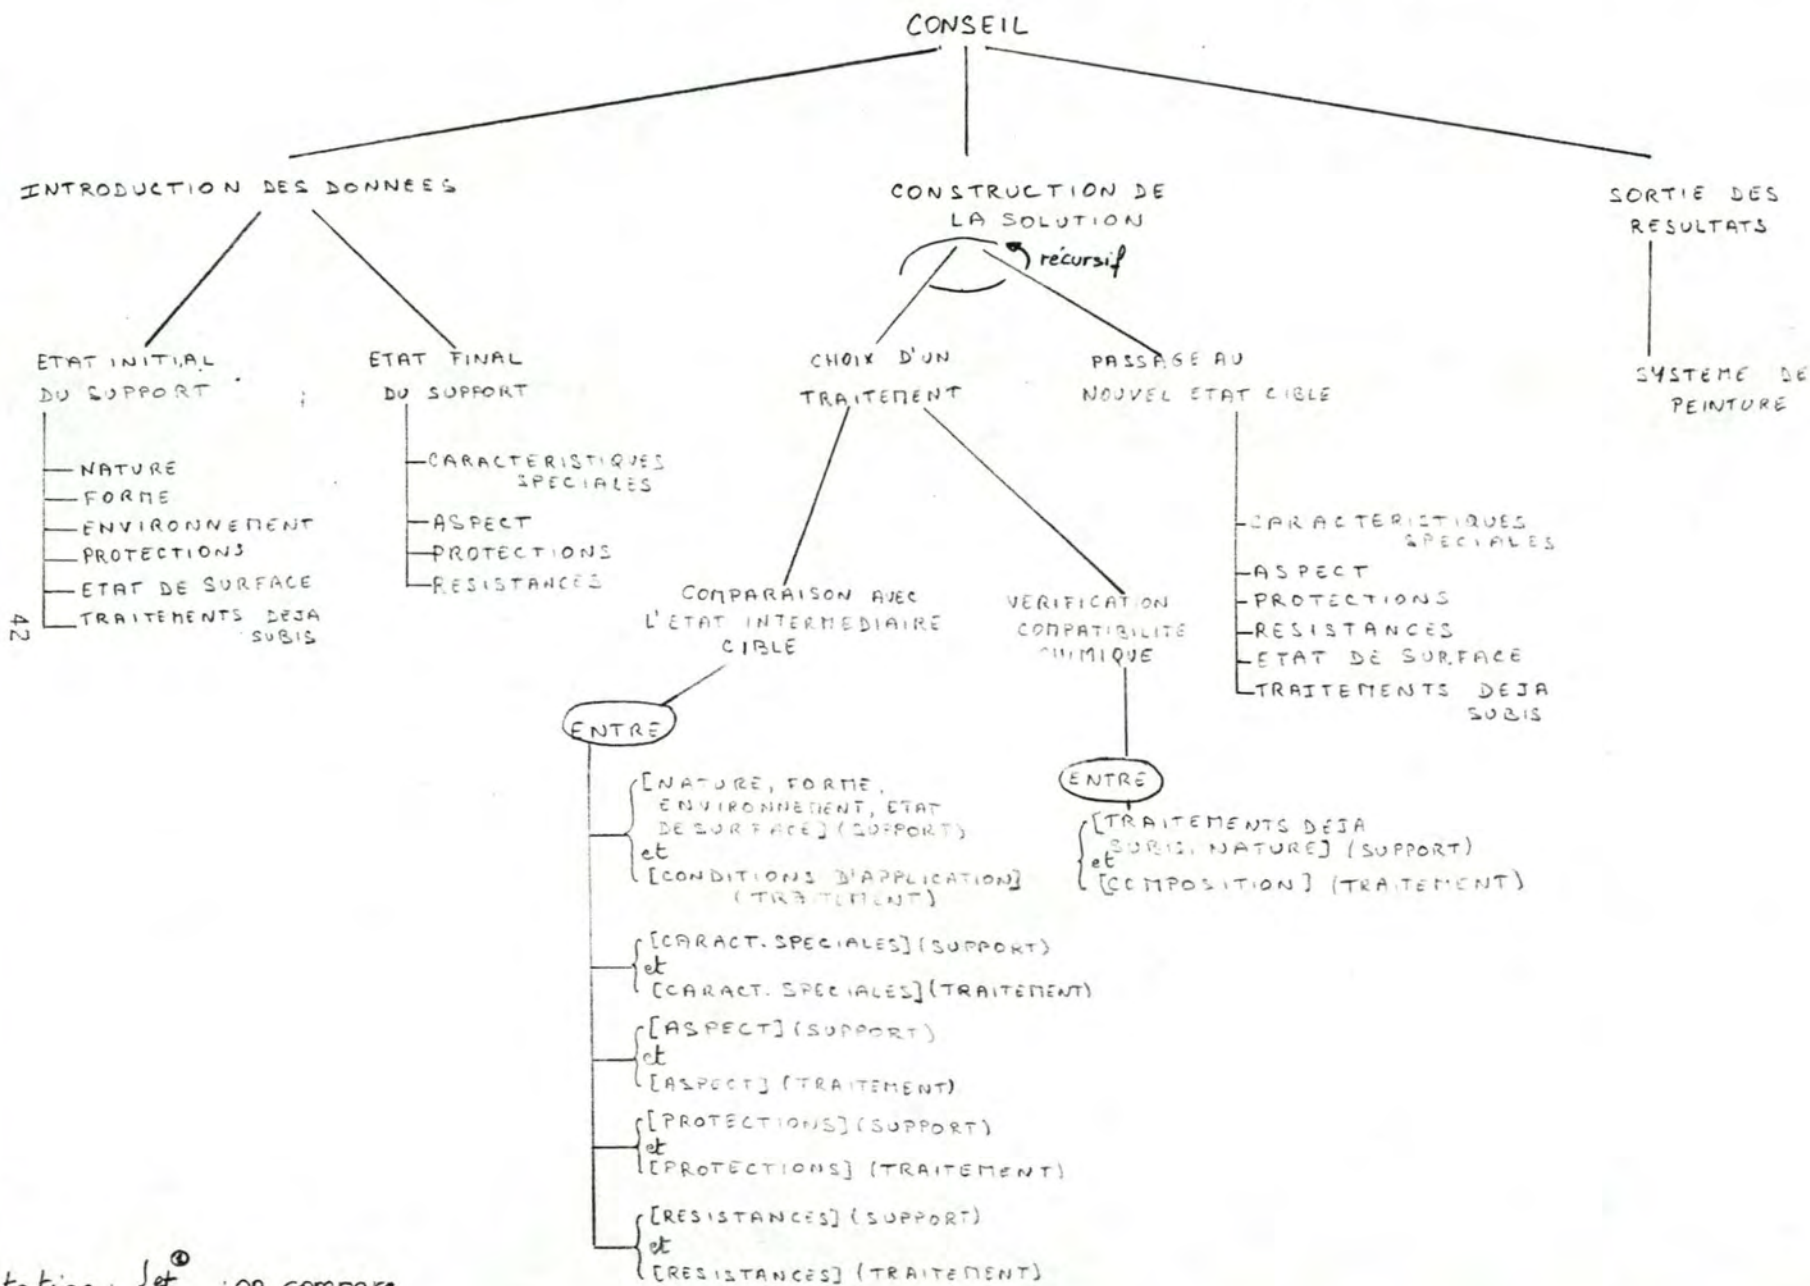 CONSEIL
INTRODUCTION DES DONNEES
CONSTRUCTION DE
LA SOLUTION
récursif
SORTIE DES
RESULTATS
ETAT INITIAL
DU SUPPORT
ETAT FINAL
DU SUPPORT
CHOIX D'UN
TRAITEMENT
PASSAGE AU
NOUVEL ETAT CIBLE
SYSTEME DE
PEINTURE
NATURE
FORME
ENVIRONNEMENT
PROTECTIONS
ETAT DE SURFACE
TRAITEMENTS DEJA
SUBIS
CARACTERISTIQUES
SPECIALES
ASPECT
PROTECTIONS
RESISTANCES
COMPARAISON AVEC
L'ETAT INTERMEDIAIRE
CIBLE
VERIFICATION
COMPATIBILITE
CHIMIQUE
CARACTERISTIQUES
SPECIALES
ASPECT
PROTECTIONS
RESISTANCES
ETAT DE SURFACE
TRAITEMENTS DEJA
SUBIS
42
ENTRE
[NATURE, FORME,
ENVIRONNEMENT, ETAT
DE SURFACE] (SUPPORT)
et
[CONDITIONS D'APPLICATION]
(TRAITEMENT)
[CARACT. SPECIALES] (SUPPORT)
et
[CARACT. SPECIALES] (TRAITEMENT)
[ASPECT] (SUPPORT)
et
[ASPECT] (TRAITEMENT)
[PROTECTIONS] (SUPPORT)
et
[PROTECTIONS] (TRAITEMENT)
[RESISTANCES] (SUPPORT)
et
[RESISTANCES] (TRAITEMENT)
ENTRE
[TRAITEMENTS DEJA
SUBIS, NATURE] (SUPPORT)
et
[COMPOSITION] (TRAITEMENT)
et : on compare